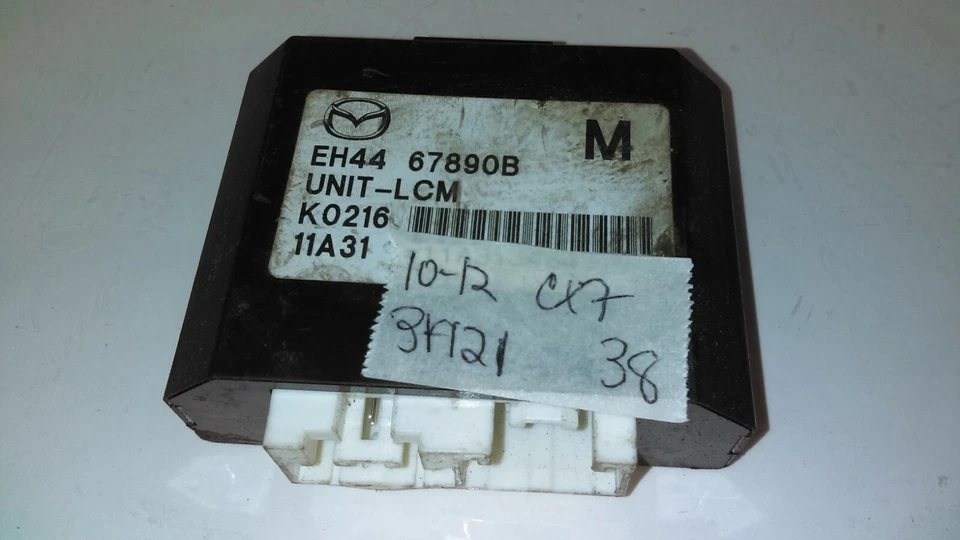 M
EH44 67890B
UNIT-LCM
K0216
11A31
10-12 CX7
38